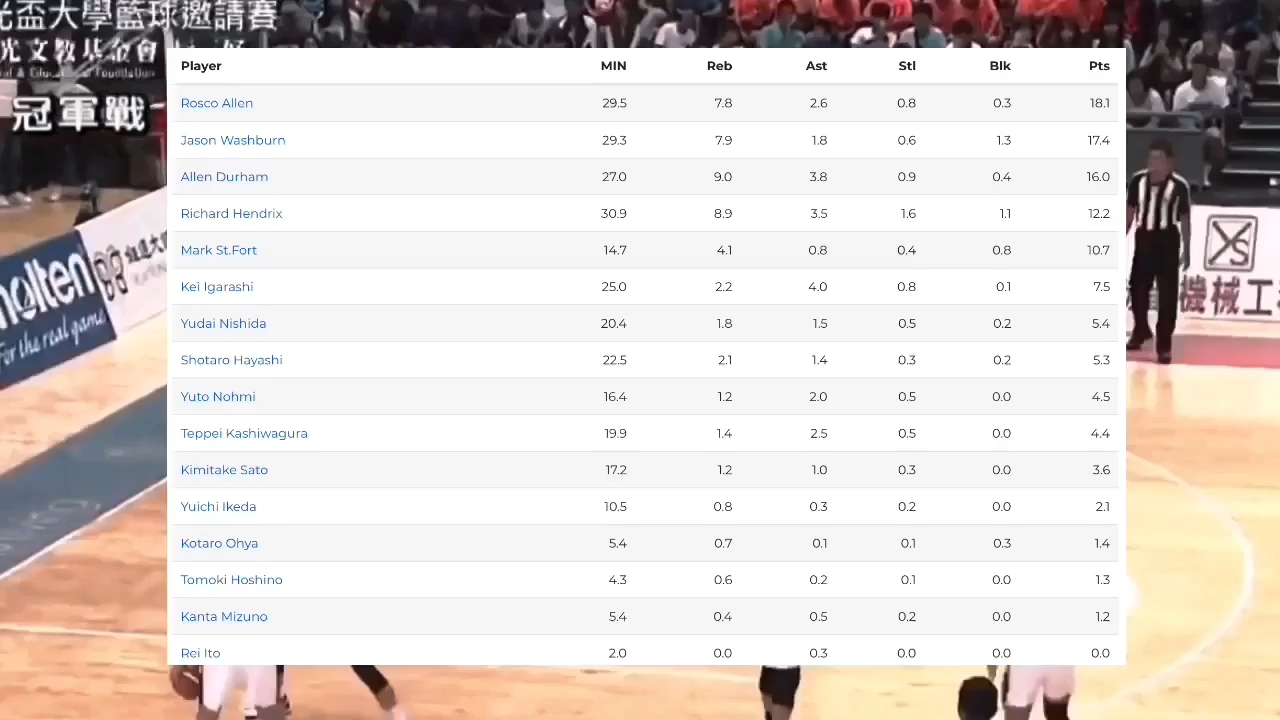 光盃大學籃球邀請賽
光文教基金會
冠軍戰
Player MIN Reb Ast Stl Blk Pts
Rosco Allen 29.5 7.8 2.6 0.8 0.3 18.1
Jason Washburn 29.3 7.9 1.8 0.6 1.3 17.4
Allen Durham 27.0 9.0 3.8 0.9 0.4 16.0
Richard Hendrix 30.9 8.9 3.5 1.6 1.1 12.2
Mark St.Fort 14.7 4.1 0.8 0.4 0.8 10.7
Kei Igarashi 25.0 2.2 4.0 0.8 0.1 7.5
Yudai Nishida 20.4 1.8 1.5 0.5 0.2 5.4
Shotaro Hayashi 22.5 2.1 1.4 0.3 0.2 5.3
Yuto Nohmi 16.4 1.2 2.0 0.5 0.0 4.5
Teppei Kashiwagura 19.9 1.4 2.5 0.5 0.0 4.4
Kimitake Sato 17.2 1.2 1.0 0.3 0.0 3.6
Yuichi Ikeda 10.5 0.8 0.3 0.2 0.0 2.1
Kotaro Ohya 5.4 0.7 0.1 0.1 0.3 1.4
Tomoki Hoshino 4.3 0.6 0.2 0.1 0.0 1.3
Kanta Mizuno 5.4 0.4 0.5 0.2 0.0 1.2
Rei Ito 2.0 0.0 0.3 0.0 0.0 0.0
molten
For the real game
機械工